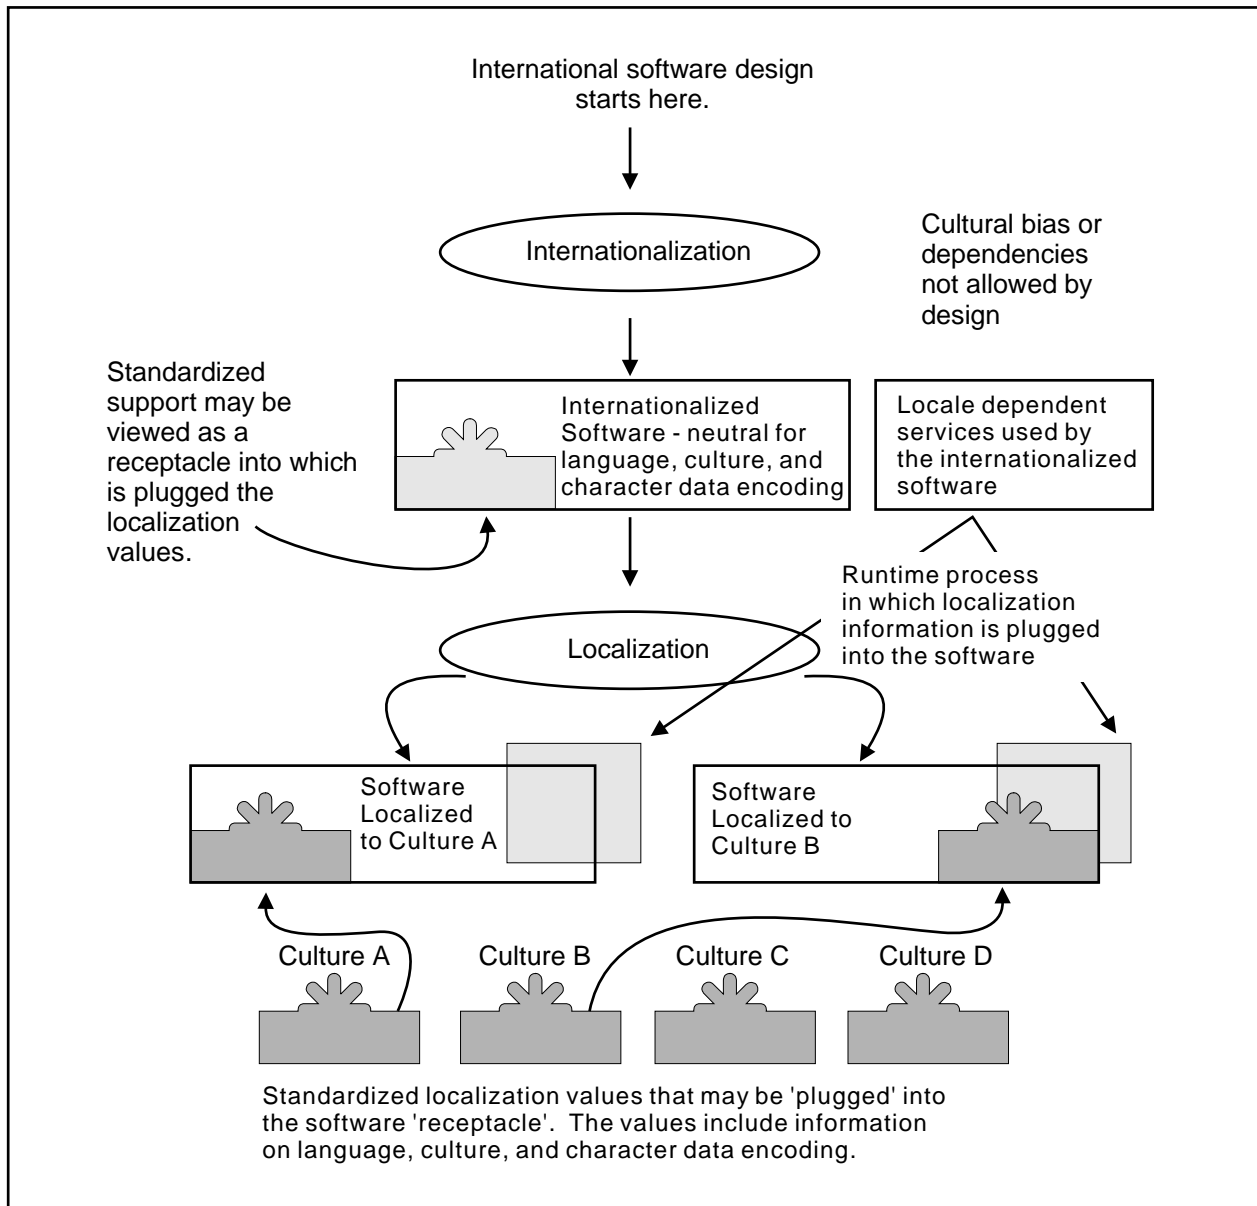 International software design
starts here.
Internationalization
Cultural bias or
dependencies
not allowed by
design
Standardized
support may be
viewed as a
receptacle into which
is plugged the
localization
values.
Internationalized
Software - neutral for
language, culture, and
character data encoding
Locale dependent
services used by
the internationalized
software
Runtime process
in which localization
information is plugged
into the software
Localization
Software
Localized
to Culture A
Software
Localized to
Culture B
Culture A
Culture B
Culture C
Culture D
Standardized localization values that may be 'plugged' into
the software 'receptacle'.  The values include information
on language, culture, and character data encoding.